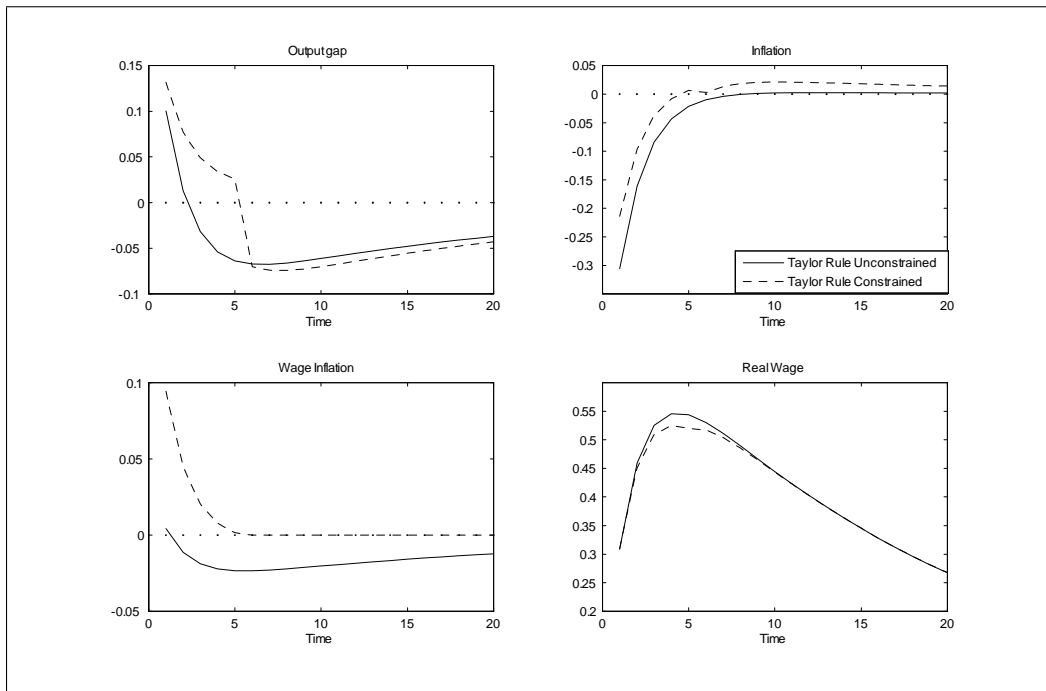 Output gap
0.15
0.1
0.05
0
-0.05
-0.1
0 5 10 15 20
Time
Inflation
0.05
0
-0.05
-0.1
-0.15
-0.2
-0.25
-0.3
0 5 10 15 20
Time
Taylor Rule Unconstrained
Taylor Rule Constrained
Wage Inflation
0.1
0.05
0
-0.05
0 5 10 15 20
Time
Real Wage
0.55
0.5
0.45
0.4
0.35
0.3
0.25
0.2
0 5 10 15 20
Time